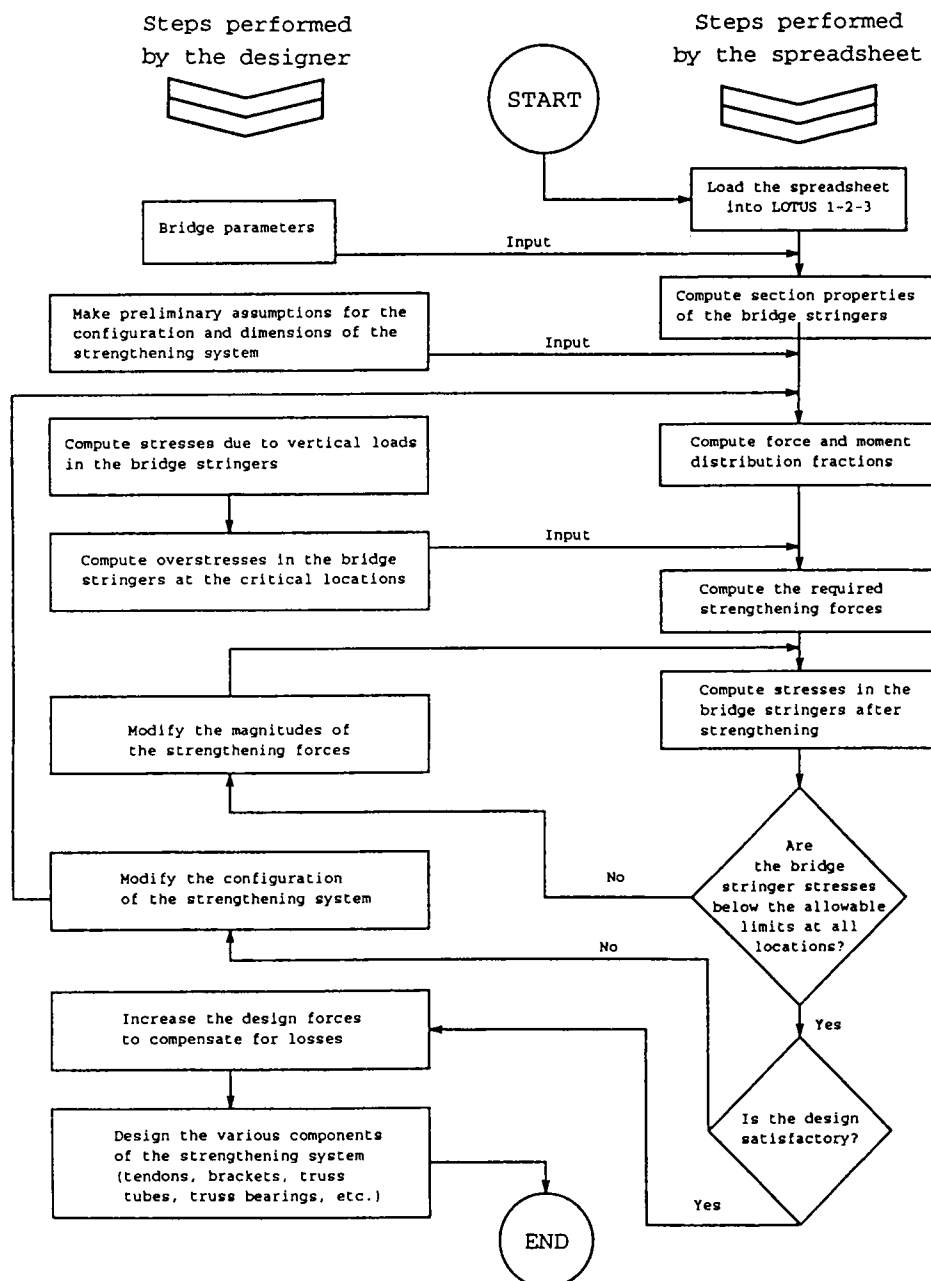 Steps performed
by the designer
Steps performed
by the spreadsheet
START
Load the spreadsheet
into LOTUS 1-2-3
Bridge parameters
Input
Compute section properties
of the bridge stringers
Make preliminary assumptions for the
configuration and dimensions of the
strengthening system
Input
Compute stresses due to vertical loads
in the bridge stringers
Compute force and moment
distribution fractions
Compute overstresses in the bridge
stringers at the critical locations
Input
Compute the required
strengthening forces
Compute stresses in the
bridge stringers after
strengthening
Modify the magnitudes of
the strengthening forces
Are
the bridge
stringer stresses
below the allowable
limits at all
locations?
No
Modify the configuration
of the strengthening system
No
Yes
Increase the design forces
to compensate for losses
Is the design
satisfactory?
Design the various components
of the strengthening system
(tendons, brackets, truss
tubes, truss bearings, etc.)
Yes
END